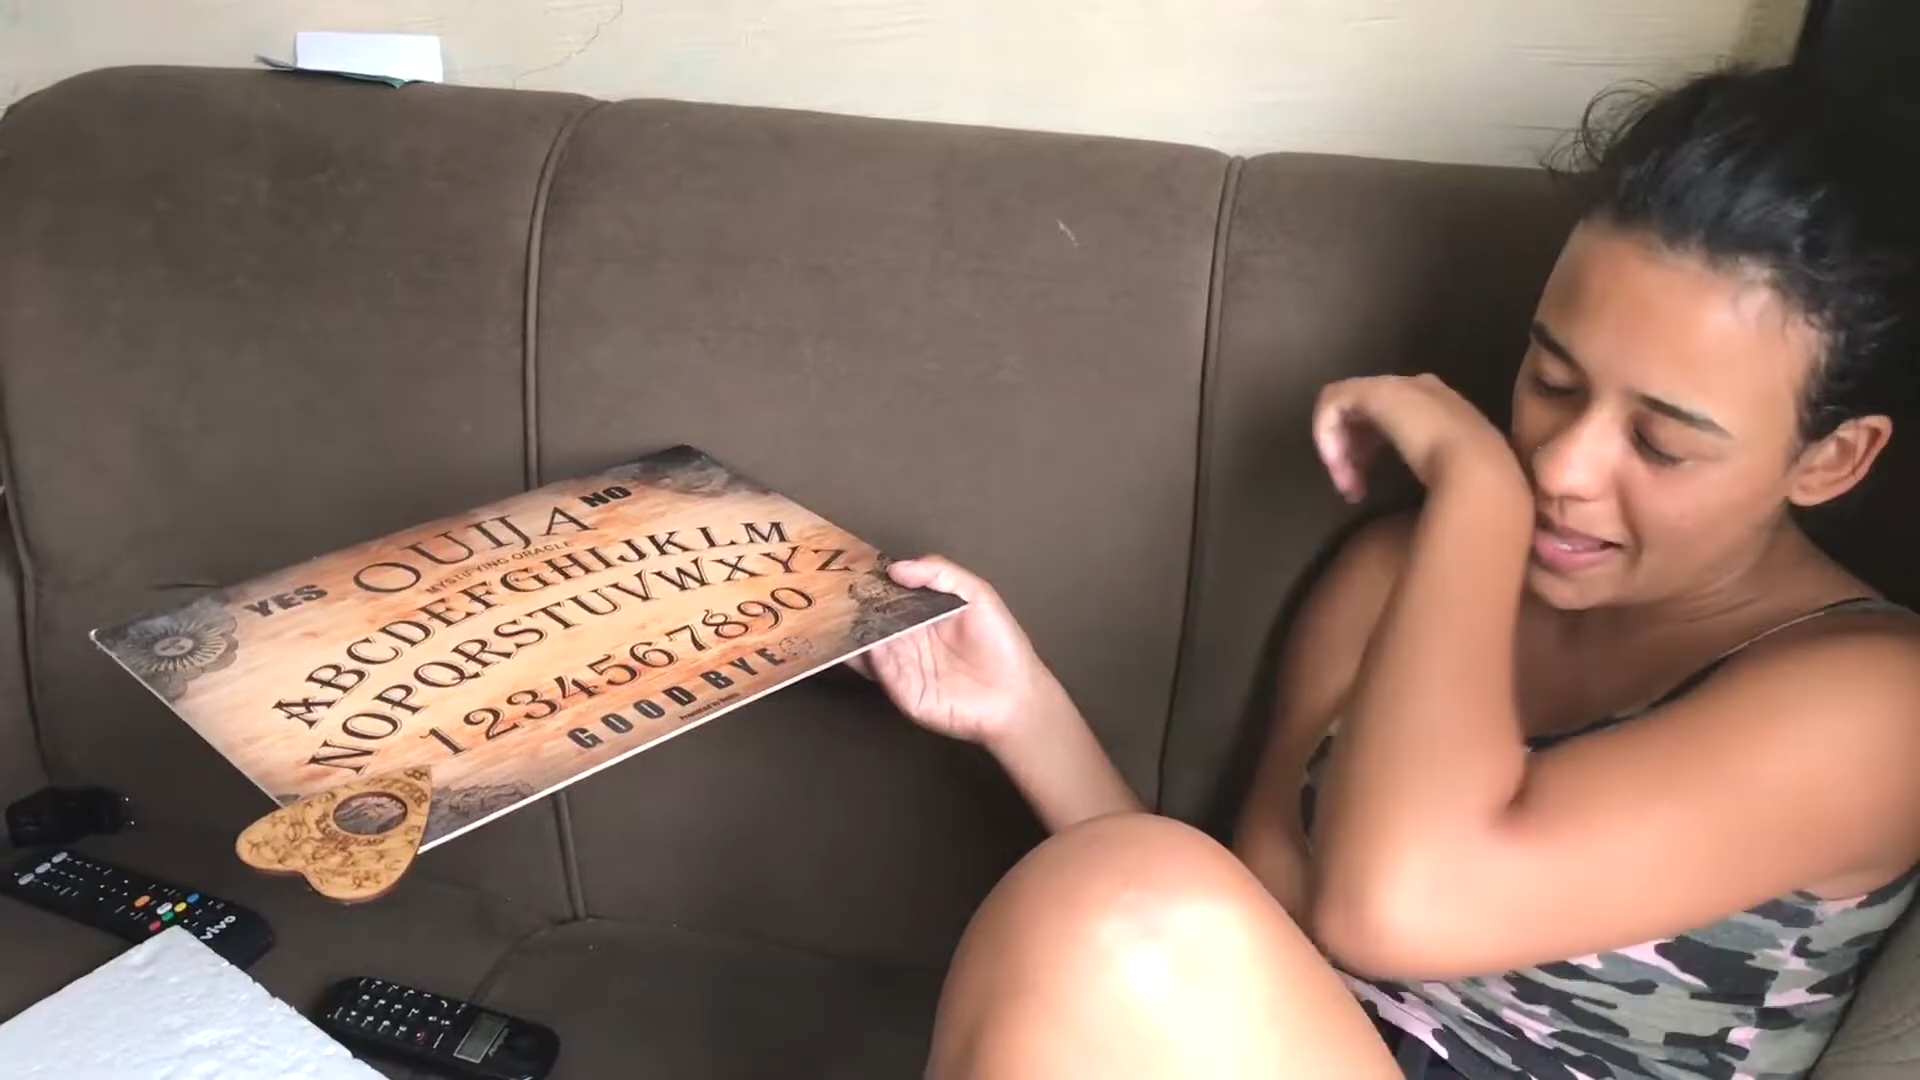 YES OUIJA NO
MYSTIFYING ORACLE
ABCDEFGHIJKLM
NOPQRSTUVWXYZ
1234567890
GOOD BYE
vivo